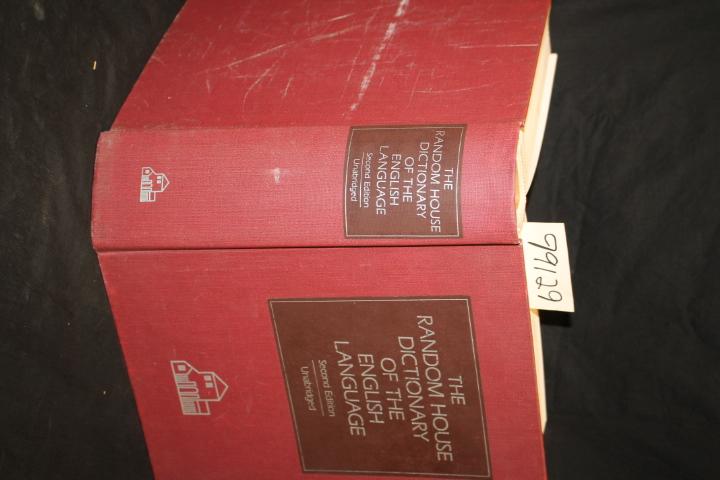 THE
RANDOM HOUSE
DICTIONARY
OF THE
ENGLISH
LANGUAGE
Second Edition
Unabridged
99129
THE
RANDOM HOUSE
DICTIONARY
OF THE
ENGLISH
LANGUAGE
Second Edition
Unabridged